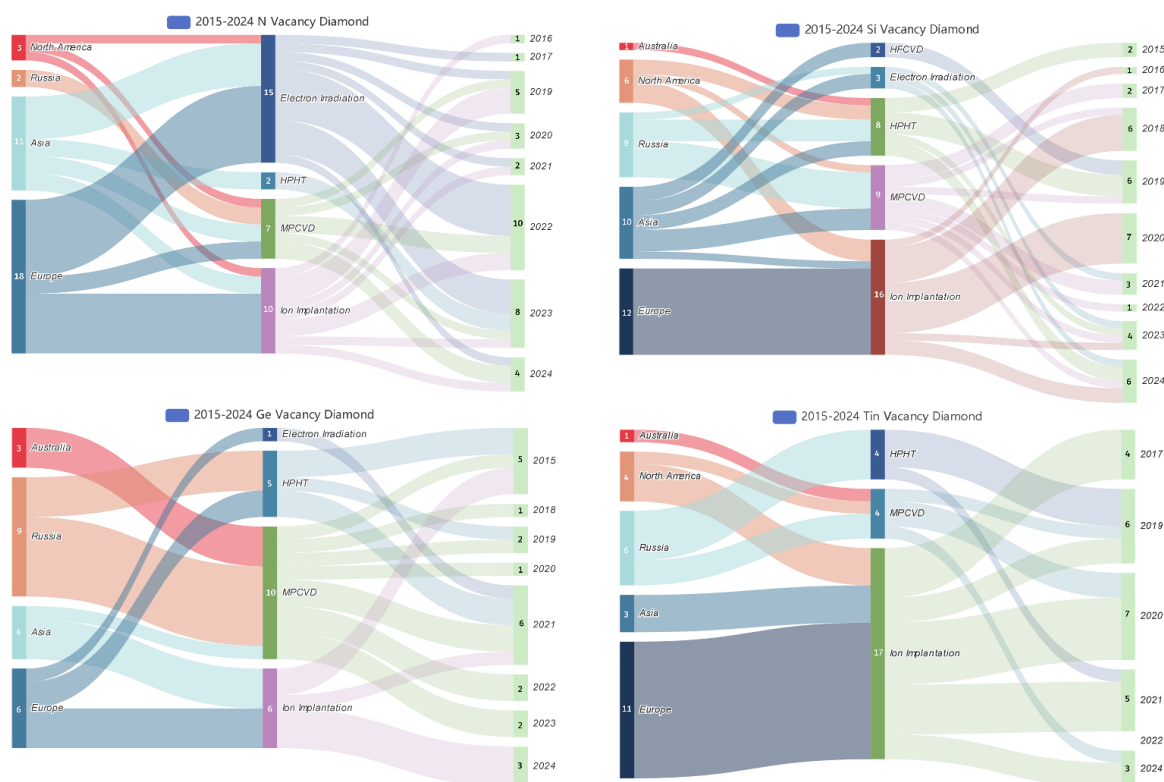 2015-2024 N Vacancy Diamond
3
North America
2
Russia
11
Asia
18
Europe
15
Electron Irradiation
2
HPHT
7
MPCVD
10
Ion Implantation
1
2016
1
2017
5
2019
3
2020
2
2021
10
2022
8
2023
4
2024
2015-2024 Si Vacancy Diamond
1
Australia
6
North America
9
Russia
10
Asia
12
Europe
2
HFCVD
3
Electron Irradiation
8
HPHT
9
MPCVD
16
Ion Implantation
2
2015
1
2016
2
2017
6
2018
6
2019
7
2020
3
2021
1
2022
4
2023
6
2024
2015-2024 Ge Vacancy Diamond
3
Australia
9
Russia
4
Asia
6
Europe
1
Electron Irradiation
5
HPHT
10
MPCVD
6
Ion Implantation
5
2015
1
2018
2
2019
1
2020
6
2021
2
2022
2
2023
3
2024
2015-2024 Tin Vacancy Diamond
1
Australia
4
North America
6
Russia
3
Asia
11
Europe
4
HPHT
4
MPCVD
17
Ion Implantation
4
2017
6
2019
7
2020
5
2021
2022
3
2024